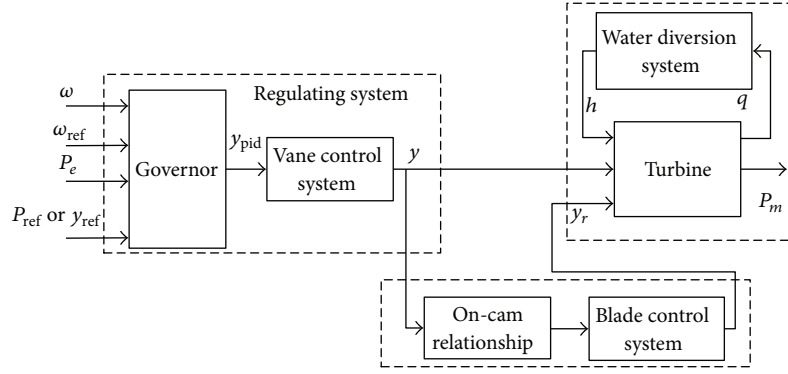 Water diversion
system
Regulating system
h
q
ω
ω_ref
P_e
P_ref or y_ref
Governor
y_pid
Vane control
system
y
Turbine
P_m
y_r
On-cam
relationship
Blade control
system